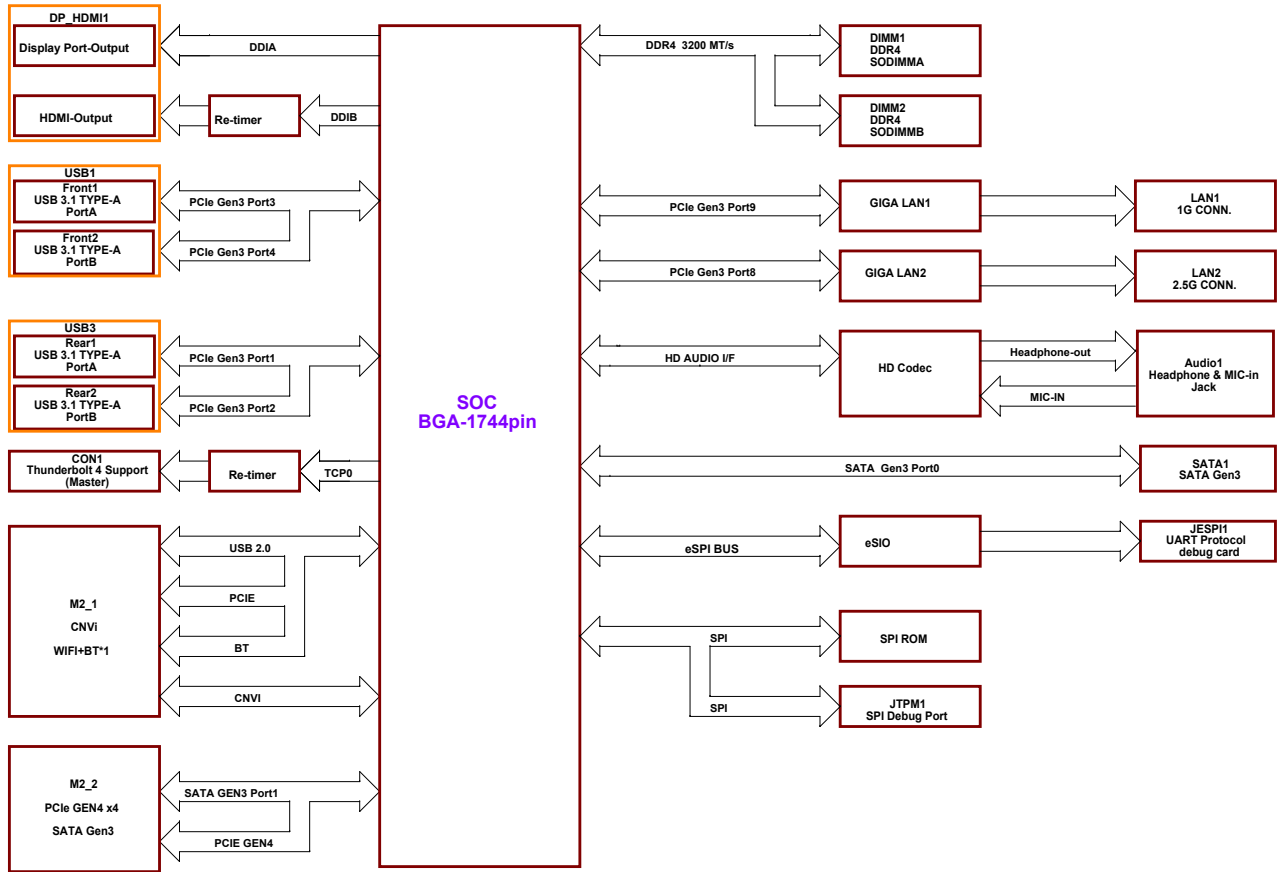 DP_HDMI1
Display Port-Output
DDIA
HDMI-Output
Re-timer
DDIB
USB1
Front1
USB 3.1 TYPE-A
PortA
PCIe Gen3 Port3
Front2
USB 3.1 TYPE-A
PortB
PCIe Gen3 Port4
USB3
Rear1
USB 3.1 TYPE-A
PortA
PCIe Gen3 Port1
Rear2
USB 3.1 TYPE-A
PortB
PCIe Gen3 Port2
CON1
Thunderbolt 4 Support
(Master)
Re-timer
TCP0
M2_1
CNVi
WIFI+BT*1
USB 2.0
PCIE
BT
CNVI
M2_2
PCIe GEN4 x4
SATA Gen3
SATA GEN3 Port1
PCIE GEN4
SOC
BGA-1744pin
DDR4 3200 MT/s
DIMM1
DDR4
SODIMMA
DIMM2
DDR4
SODIMMB
PCIe Gen3 Port9
GIGA LAN1
LAN1
1G CONN.
PCIe Gen3 Port8
GIGA LAN2
LAN2
2.5G CONN.
HD AUDIO I/F
HD Codec
Headphone-out
MIC-IN
Audio1
Headphone & MIC-in
Jack
SATA Gen3 Port0
SATA1
SATA Gen3
eSPI BUS
eSIO
JESPI1
UART Protocol
debug card
SPI
SPI ROM
SPI
JTPM1
SPI Debug Port